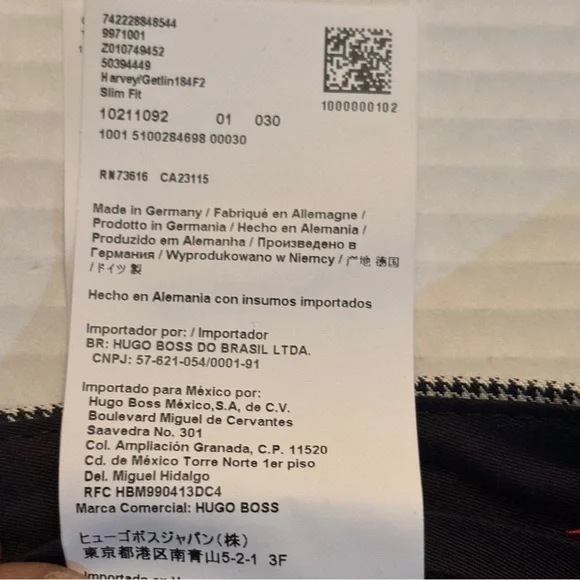 742228848544
9971001
Z010749452
50394449
Harvey/Getlin184F2
Slim Fit
1000000102
10211092 01 030
1001 5100284698 00030
RN73616 CA23115
Made in Germany / Fabriqué en Allemagne /
Prodotto in Germania / Hecho en Alemania /
Produzido em Alemanha / Произведено в
Германии / Wyprodukowano w Niemcy / 产地 德国
/ ドイツ 製
Hecho en Alemania con insumos importados
Importador por: / Importador
BR: HUGO BOSS DO BRASIL LTDA.
CNPJ: 57-621-054/0001-91
Importado para México por:
Hugo Boss México,S.A, de C.V.
Boulevard Miguel de Cervantes
Saavedra No. 301
Col. Ampliación Granada, C.P. 11520
Cd. de México Torre Norte 1er piso
Del. Miguel Hidalgo
RFC HBM990413DC4
Marca Comercial: HUGO BOSS
ヒューゴボスジャパン(株)
東京都港区南青山5-2-1 3F